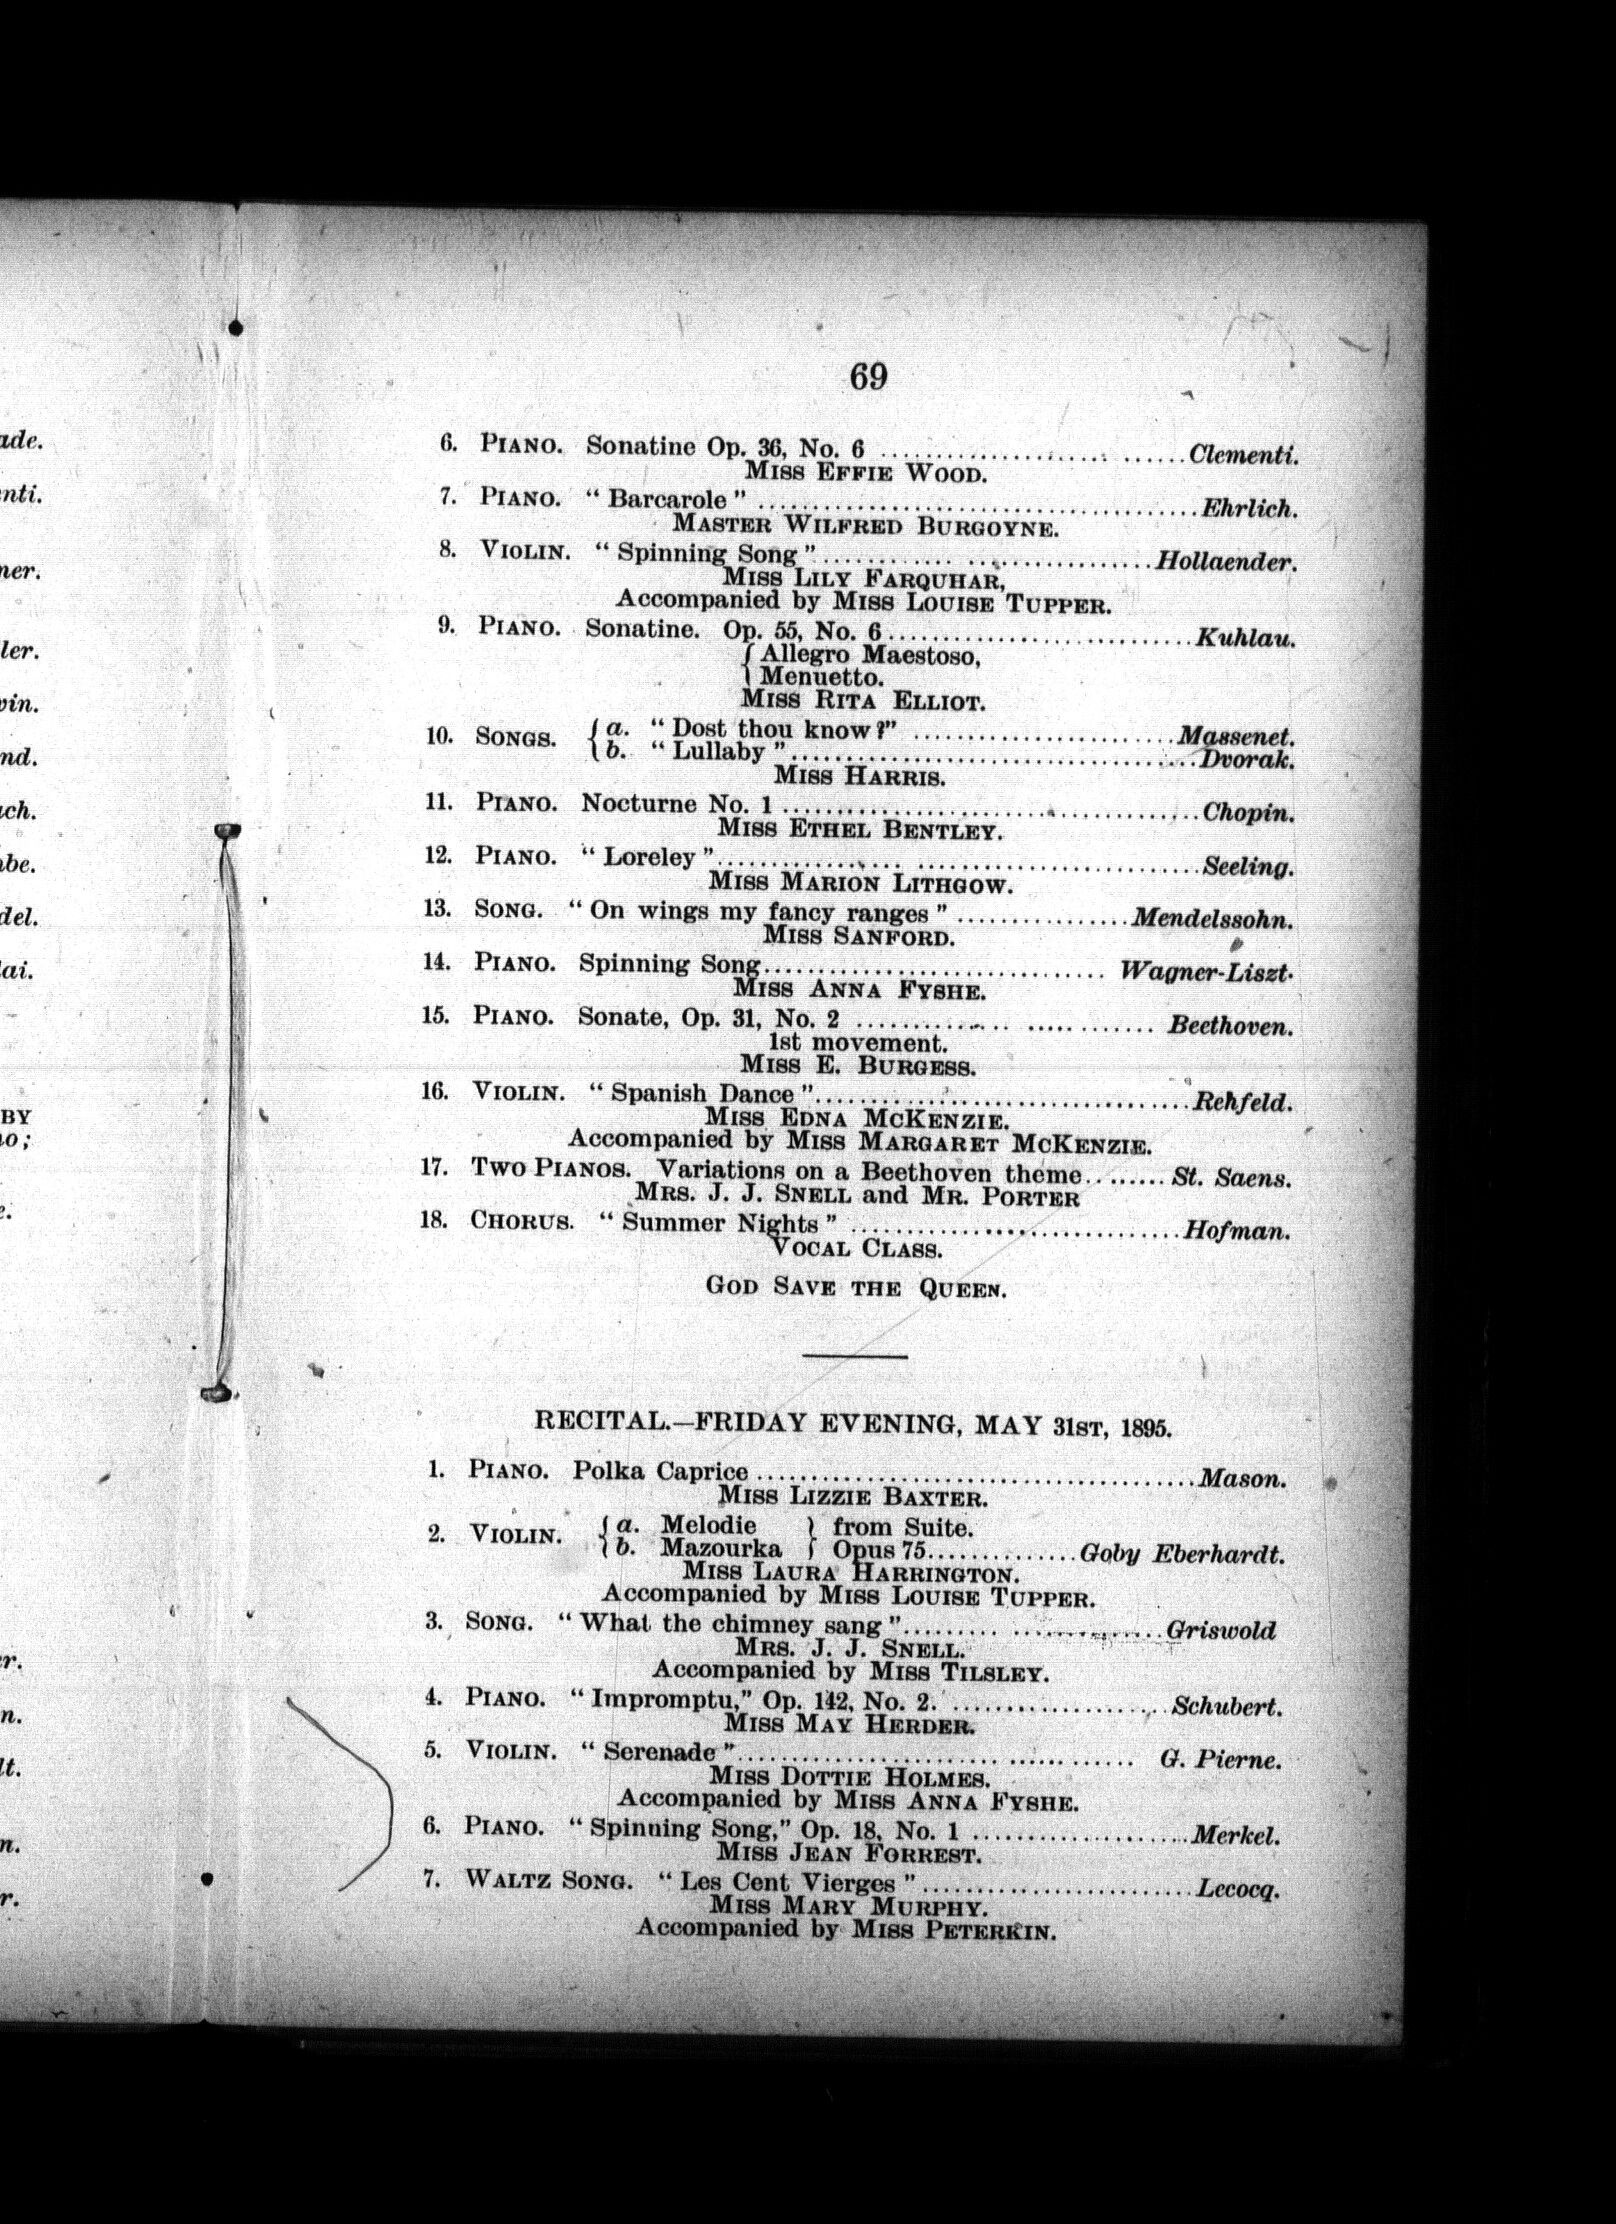 69
6. PIANO. Sonatine Op. 36, No. 6 .............................. Clementi.
MISS EFFIE WOOD.
7. PIANO. “ Barcarole ” .............................. Ehrlich.
MASTER WILFRED BURGOYNE.
8. VIOLIN. “ Spinning Song ” .............................. Hollaender.
MISS LILY FARQUHAR,
Accompanied by MISS LOUISE TUPPER.
9. PIANO. Sonatine. Op. 55, No. 6 .............................. Kuhlau.
{ Allegro Maestoso,
Menuetto.
MISS RITA ELLIOT.
10. SONGS. { a. “ Dost thou know ?” .............................. Massenet.
b. “ Lullaby ” .............................. Dvorak.
MISS HARRIS.
11. PIANO. Nocturne No. 1 .............................. Chopin.
MISS ETHEL BENTLEY.
12. PIANO. “ Loreley ” .............................. Seeling.
MISS MARION LITHGOW.
13. SONG. “ On wings my fancy ranges ” ................ Mendelssohn.
MISS SANFORD.
14. PIANO. Spinning Song .............................. Wagner-Liszt.
MISS ANNA FYSHE.
15. PIANO. Sonate, Op. 31, No. 2 .............................. Beethoven.
1st movement.
MISS E. BURGESS.
16. VIOLIN. “ Spanish Dance ” .............................. Rehfeld.
MISS EDNA MCKENZIE.
Accompanied by MISS MARGARET MCKENZIE.
17. TWO PIANOS. Variations on a Beethoven theme ........ St. Saens.
MRS. J. J. SNELL and MR. PORTER
18. CHORUS. “ Summer Nights ” .............................. Hofman.
VOCAL CLASS.
GOD SAVE THE QUEEN.
RECITAL.—FRIDAY EVENING, MAY 31ST, 1895.
1. PIANO. Polka Caprice .............................. Mason.
MISS LIZZIE BAXTER.
2. VIOLIN. { a. Melodie } from Suite.
b. Mazourka } Opus 75.............. Goby Eberhardt.
MISS LAURA HARRINGTON.
Accompanied by MISS LOUISE TUPPER.
3. SONG. “ What the chimney sang ” ...................... Griswold
MRS. J. J. SNELL.
Accompanied by MISS TILSLEY.
4. PIANO. “ Impromptu,” Op. 142, No. 2. .................... Schubert.
MISS MAY HERDER.
5. VIOLIN. “ Serenade ” .............................. G. Pierne.
MISS DOTTIE HOLMES.
Accompanied by MISS ANNA FYSHE.
6. PIANO. “ Spinning Song,” Op. 18, No. 1 .................... Merkel.
MISS JEAN FORREST.
7. WALTZ SONG. “ Les Cent Vierges ” ......................... Lecocq.
MISS MARY MURPHY.
Accompanied by MISS PETERKIN.